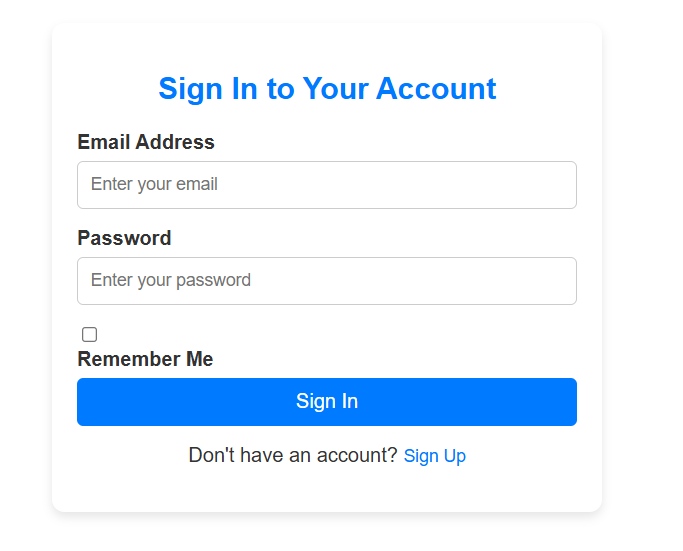 Sign In to Your Account
Email Address
Enter your email
Password
Enter your password
Remember Me
Sign In
Don't have an account? Sign Up